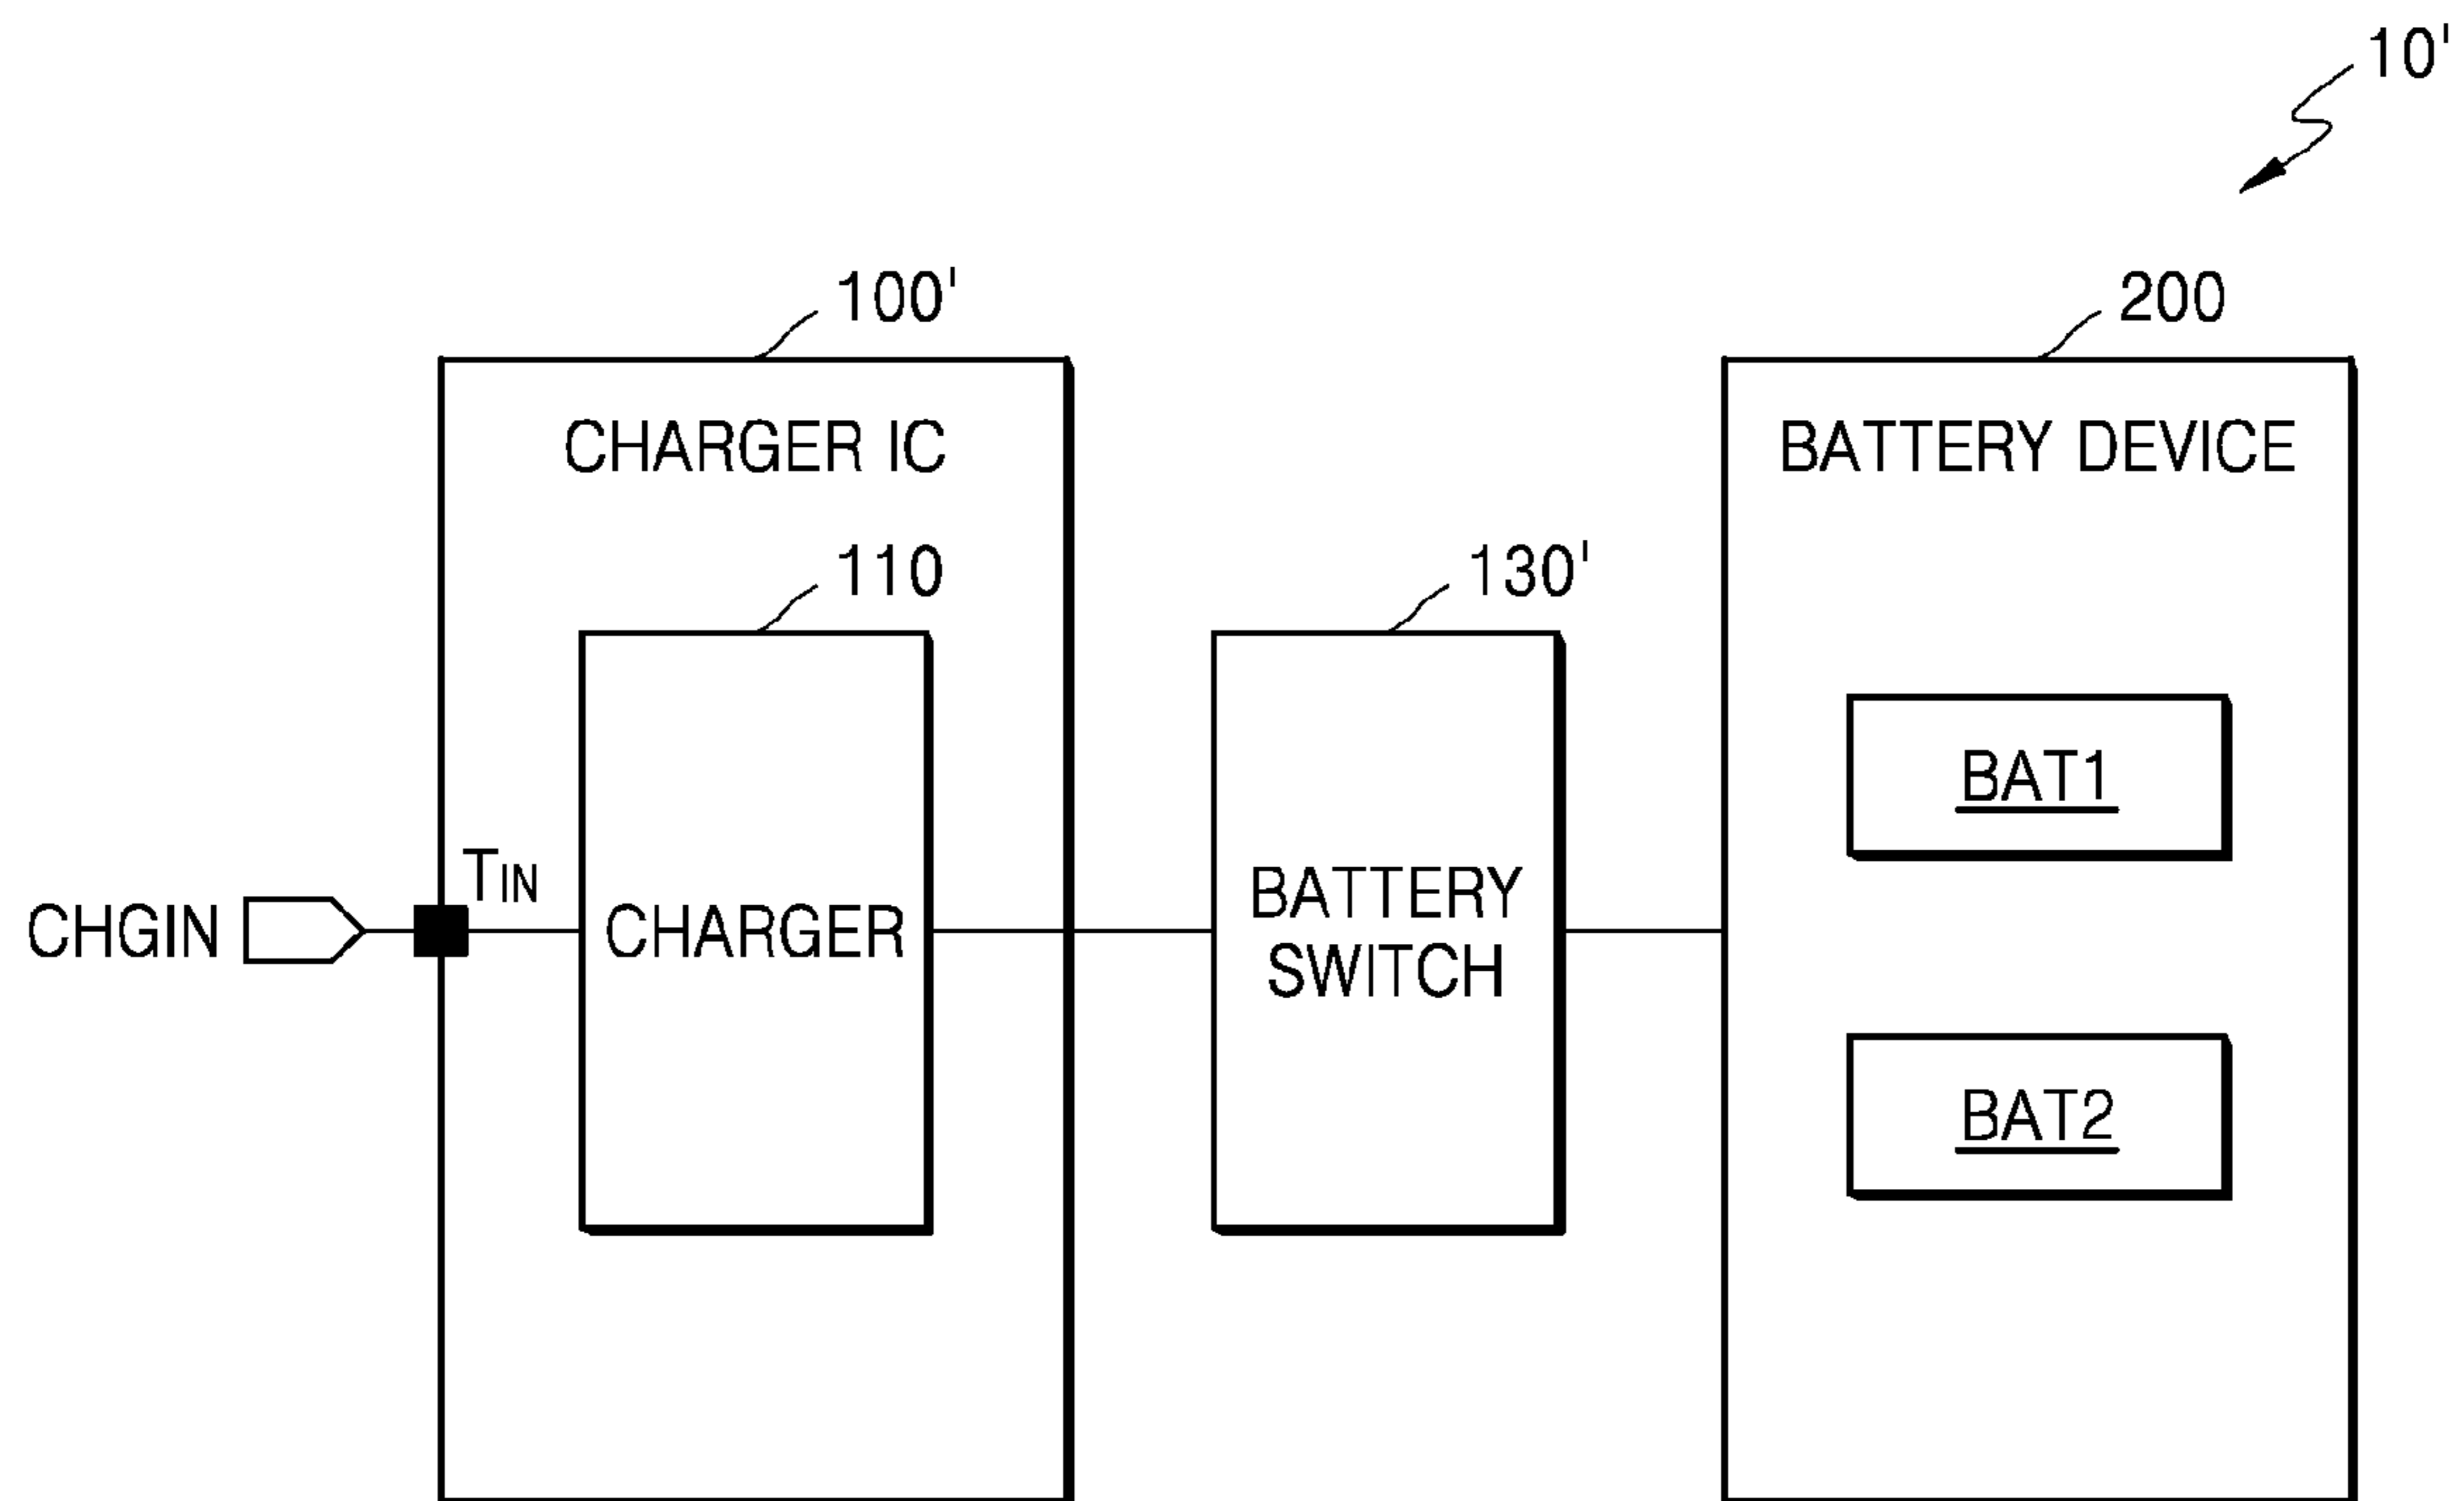 10'
100'
200
CHARGER IC
BATTERY DEVICE
110
130'
BAT1
TIN
CHGIN
CHARGER
BATTERY
SWITCH
BAT2